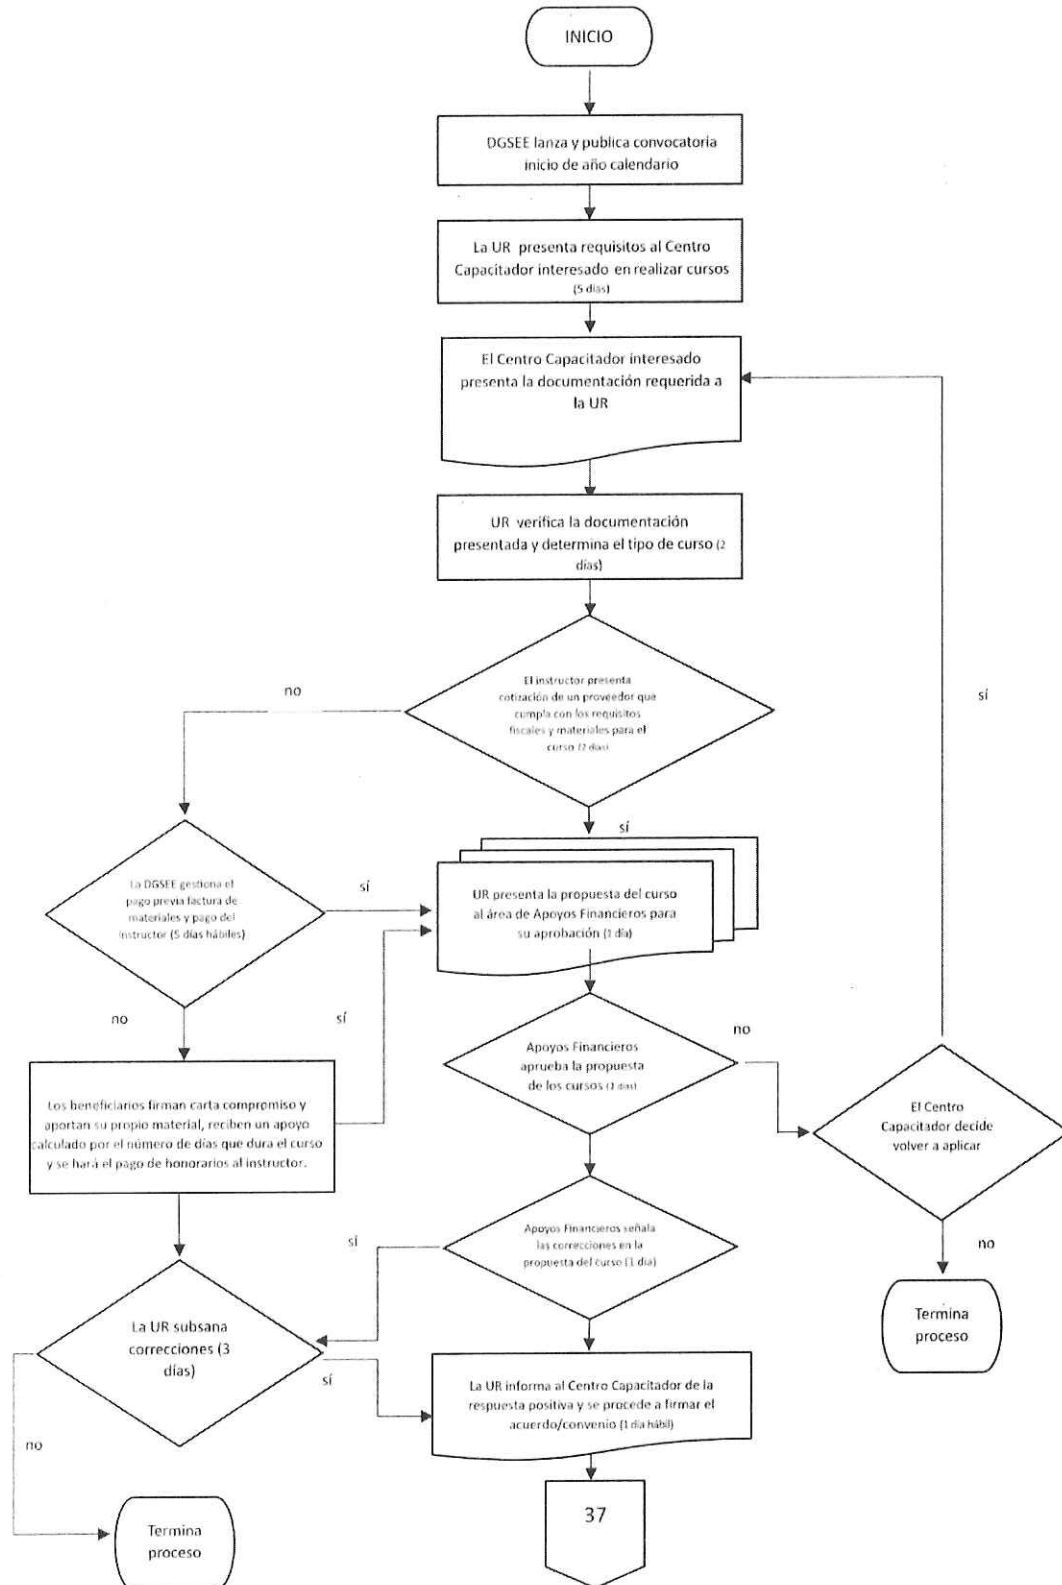 INICIO
DGSEE lanza y publica convocatoria
inicio de año calendario
La UR presenta requisitos al Centro
Capacitador interesado en realizar cursos
(5 días)
El Centro Capacitador interesado
presenta la documentación requerida a
la UR
UR verifica la documentación
presentada y determina el tipo de curso (2
días)
El instructor presenta
cotización de un proveedor que
cumpla con los requisitos
fiscales y materiales para el
curso (2 días)
no
sí
sí
La DGSEE gestiona el
pago previa factura de
materiales y pago del
instructor (5 días hábiles)
sí
UR presenta la propuesta del curso
al área de Apoyos Financieros para
su aprobación (1 día)
no
sí
Apoyos Financieros
aprueba la propuesta
de los cursos
no
Los beneficiarios firman carta compromiso y
aportan su propio material, reciben un apoyo
calculado por el número de días que dura el curso
y se hará el pago de honorarios al instructor.
El Centro
Capacitador decide
volver a aplicar
no
Apoyos Financieros señala
las correcciones en la
propuesta del curso (1 día)
sí
Termina
proceso
La UR subsana
correcciones (3
días)
sí
no
La UR informa al Centro Capacitador de la
respuesta positiva y se procede a firmar el
acuerdo/convenio (1 día hábil)
37
Termina
proceso